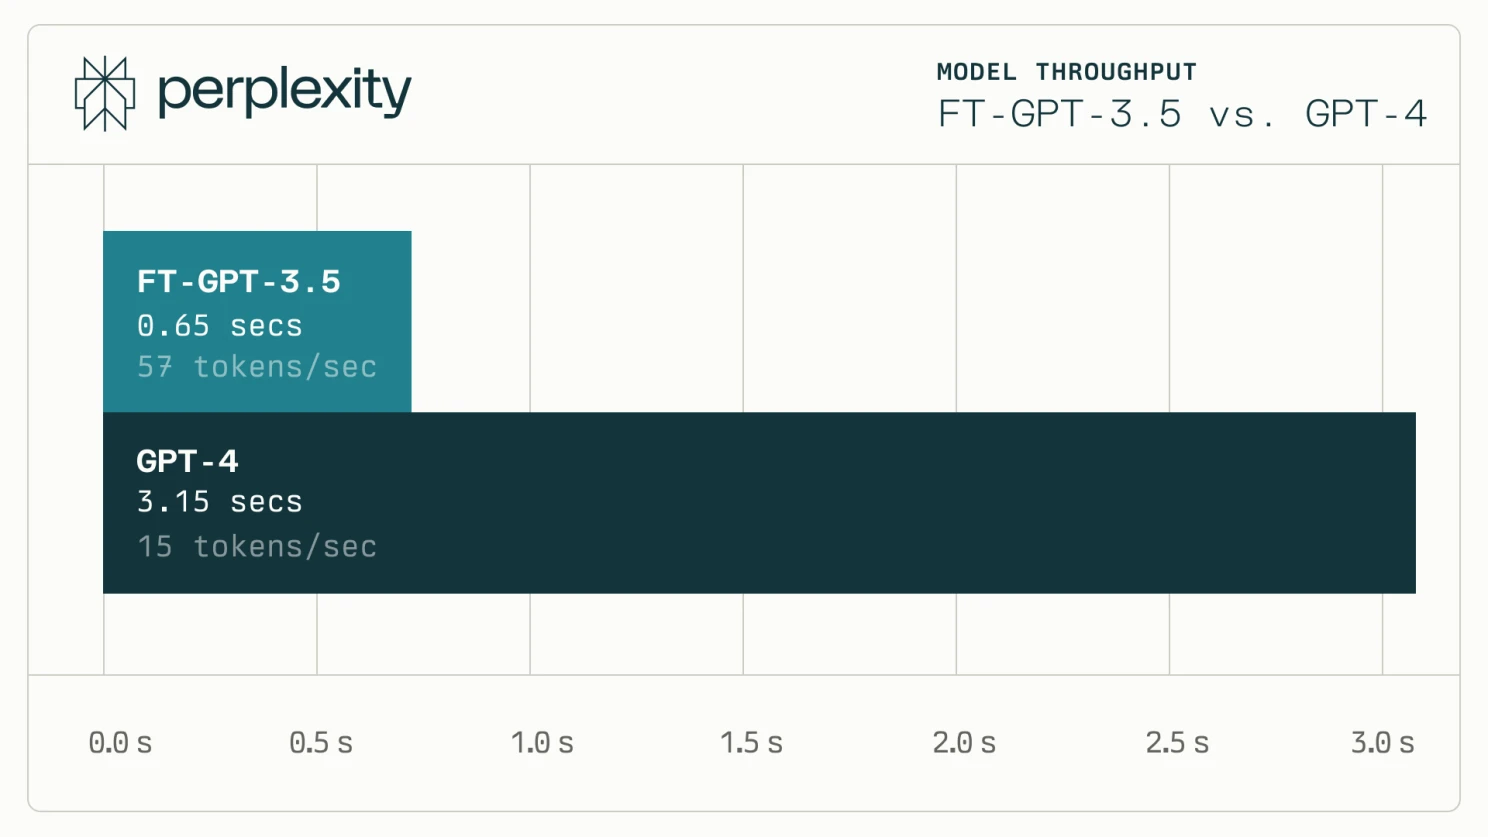 perplexity
MODEL THROUGHPUT
FT-GPT-3.5 vs. GPT-4
FT-GPT-3.5
0.65 secs
57 tokens/sec
GPT-4
3.15 secs
15 tokens/sec
0.0 s 0.5 s 1.0 s 1.5 s 2.0 s 2.5 s 3.0 s